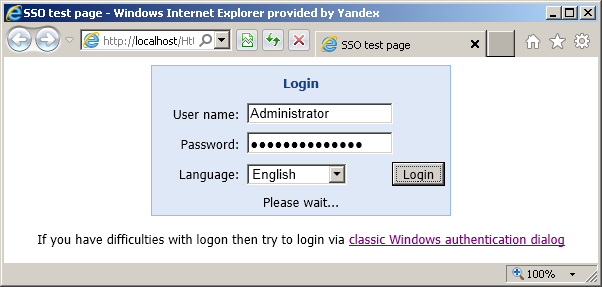 SSO test page - Windows Internet Explorer provided by Yandex
http://localhost/Htt
SSO test page
Login
User name: Administrator
Password: ●●●●●●●●●●●●●●
Language: English Login
Please wait...
If you have difficulties with logon then try to login via classic Windows authentication dialog
100%